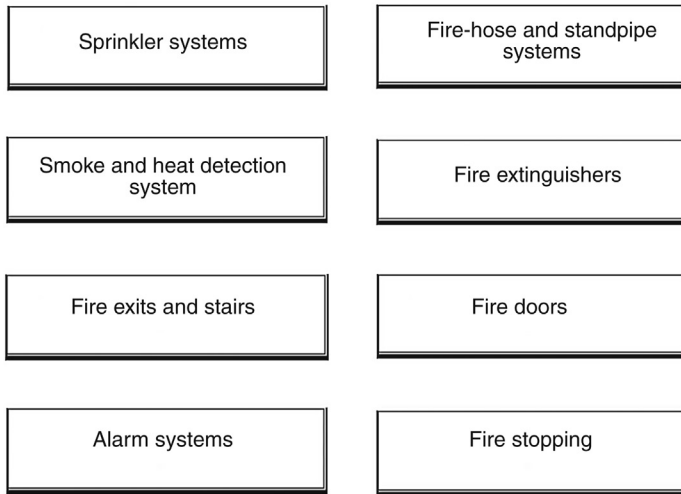 Sprinkler systems
Fire-hose and standpipe
systems
Smoke and heat detection
system
Fire extinguishers
Fire exits and stairs
Fire doors
Alarm systems
Fire stopping